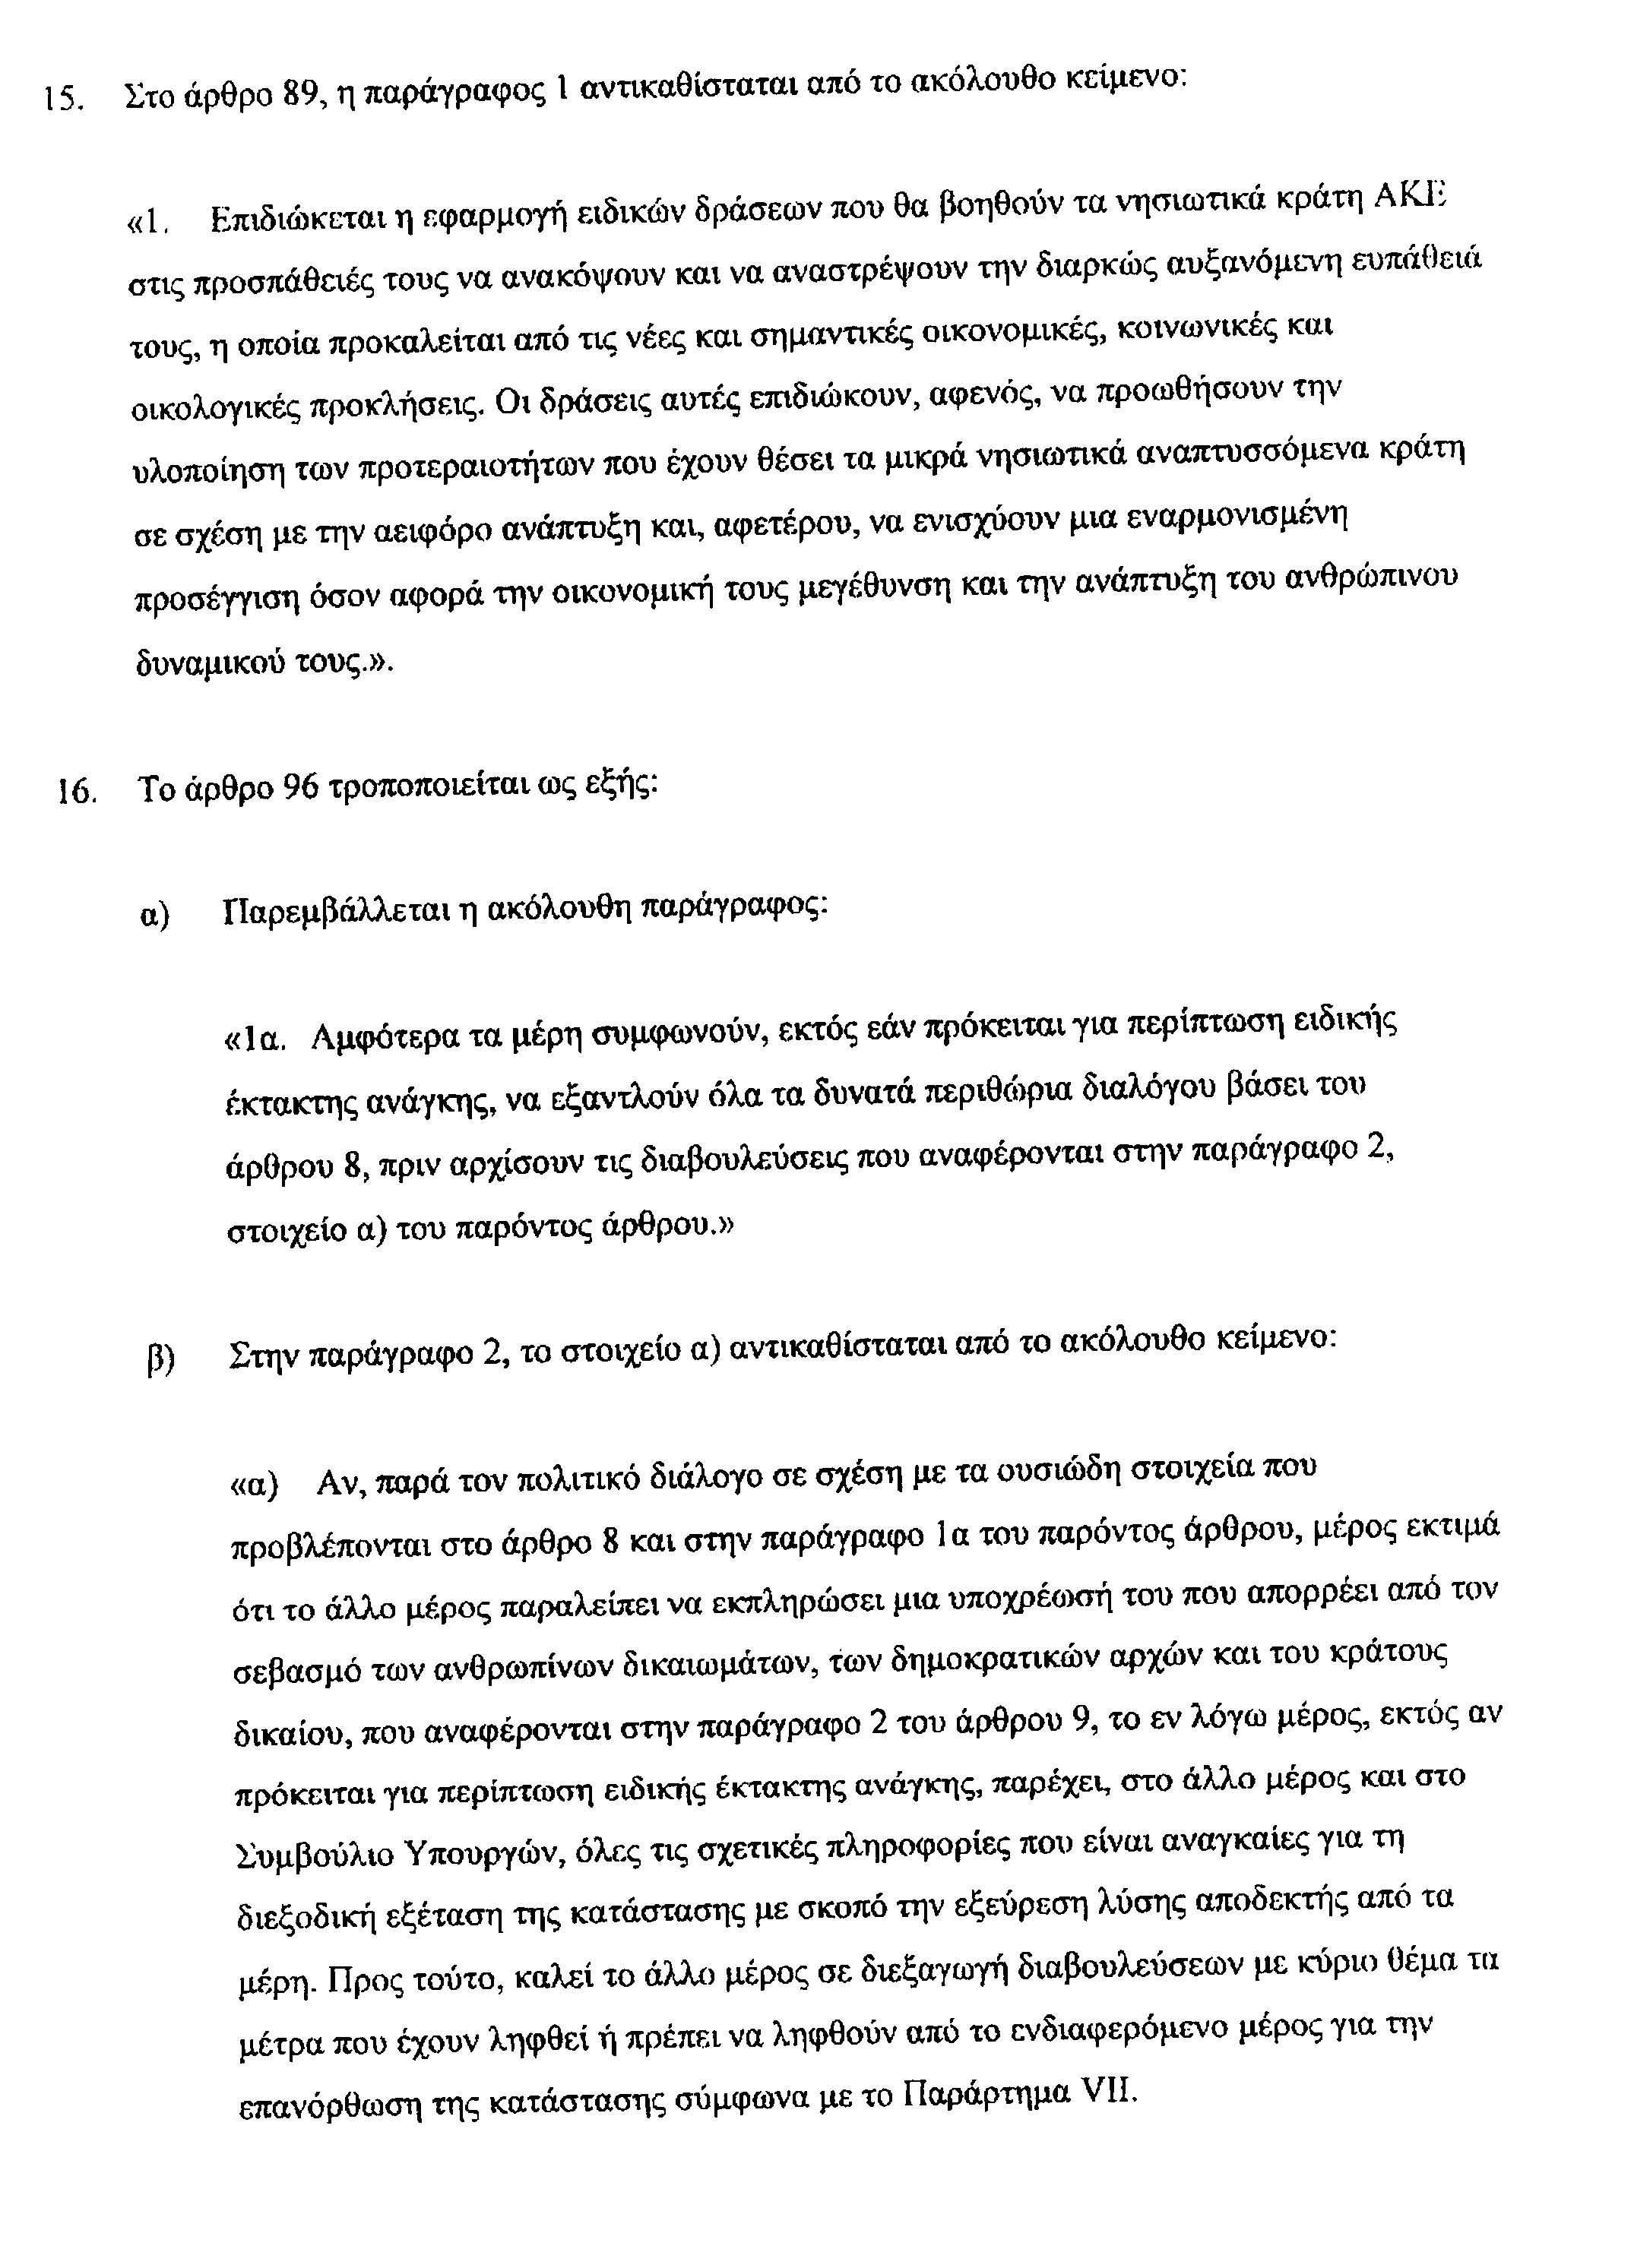 15. Στο άρθρο 89, η παράγραφος 1 αντικαθίσταται από το ακόλουθο κείμενο:
«1. Επιδιώκεται η εφαρμογή ειδικών δράσεων που θα βοηθούν τα νησιωτικά κράτη ΑΚΕ
στις προσπάθειές τους να ανακόψουν και να αναστρέψουν την διαρκώς αυξανόμενη ευπάθειά
τους, η οποία προκαλείται από τις νέες και σημαντικές οικονομικές, κοινωνικές και
οικολογικές προκλήσεις. Οι δράσεις αυτές επιδιώκουν, αφενός, να προωθήσουν την
υλοποίηση των προτεραιοτήτων που έχουν θέσει τα μικρά νησιωτικά αναπτυσσόμενα κράτη
σε σχέση με την αειφόρο ανάπτυξη και, αφετέρου, να ενισχύουν μια εναρμονισμένη
προσέγγιση όσον αφορά την οικονομική τους μεγέθυνση και την ανάπτυξη του ανθρώπινου
δυναμικού τους.».
16. Το άρθρο 96 τροποποιείται ως εξής:
α) Παρεμβάλλεται η ακόλουθη παράγραφος:
«1α. Αμφότερα τα μέρη συμφωνούν, εκτός εάν πρόκειται για περίπτωση ειδικής
έκτακτης ανάγκης, να εξαντλούν όλα τα δυνατά περιθώρια διαλόγου βάσει του
άρθρου 8, πριν αρχίσουν τις διαβουλεύσεις που αναφέρονται στην παράγραφο 2,
στοιχείο α) του παρόντος άρθρου.»
β) Στην παράγραφο 2, το στοιχείο α) αντικαθίσταται από το ακόλουθο κείμενο:
«α) Αν, παρά τον πολιτικό διάλογο σε σχέση με τα ουσιώδη στοιχεία που
προβλέπονται στο άρθρο 8 και στην παράγραφο 1α του παρόντος άρθρου, μέρος εκτιμά
ότι το άλλο μέρος παραλείπει να εκπληρώσει μια υποχρέωσή του που απορρέει από τον
σεβασμό των ανθρωπίνων δικαιωμάτων, των δημοκρατικών αρχών και του κράτους
δικαίου, που αναφέρονται στην παράγραφο 2 του άρθρου 9, το εν λόγω μέρος, εκτός αν
πρόκειται για περίπτωση ειδικής έκτακτης ανάγκης, παρέχει, στο άλλο μέρος και στο
Συμβούλιο Υπουργών, όλες τις σχετικές πληροφορίες που είναι αναγκαίες για τη
διεξοδική εξέταση της κατάστασης με σκοπό την εξεύρεση λύσης αποδεκτής από τα
μέρη. Προς τούτο, καλεί το άλλο μέρος σε διεξαγωγή διαβουλεύσεων με κύριο θέμα τα
μέτρα που έχουν ληφθεί ή πρέπει να ληφθούν από το ενδιαφερόμενο μέρος για την
επανόρθωση της κατάστασης σύμφωνα με το Παράρτημα VII.